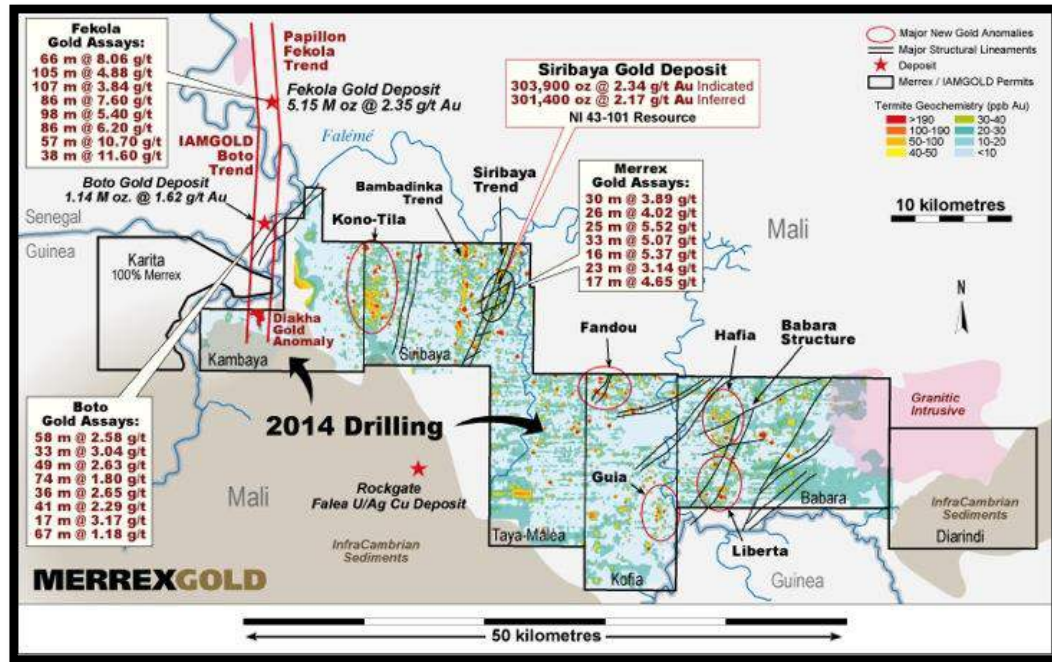 Fekola
Gold Assays:
66 m @ 8.06 g/t
105 m @ 4.88 g/t
107 m @ 3.84 g/t
86 m @ 7.60 g/t
98 m @ 5.40 g/t
86 m @ 6.20 g/t
57 m @ 10.70 g/t
38 m @ 11.60 g/t
Papillon
Fekola
Trend
Fekola Gold Deposit
5.15 M oz @ 2.35 g/t Au
IAMGOLD
Boto
Trend
Boto Gold Deposit
1.14 M oz. @ 1.62 g/t Au
Falémé
Siribaya Gold Deposit
303,900 oz @ 2.34 g/t Au Indicated
301,400 oz @ 2.17 g/t Au Inferred
NI 43-101 Resource
Major New Gold Anomalies
Major Structural Lineaments
Deposit
Merrex / IAMGOLD Permits
Termite Geochemistry (ppb Au)
>190
100-190
50-100
40-50
30-40
20-30
10-20
<10
10 kilometres
Merrex
Gold Assays:
30 m @ 3.89 g/t
26 m @ 4.02 g/t
25 m @ 5.52 g/t
33 m @ 5.07 g/t
16 m @ 5.37 g/t
23 m @ 3.14 g/t
17 m @ 4.65 g/t
Siribaya
Trend
Bambadinka
Trend
Kono-Tila
Senegal
Guinea
Mali
N
Karita
100% Merrex
Diakha
Gold
Anomaly
Kambaya
Siribaya
Fandou
Hafia
Babara
Structure
2014 Drilling
Granitic
Intrusive
Boto
Gold Assays:
58 m @ 2.58 g/t
33 m @ 3.04 g/t
49 m @ 2.63 g/t
74 m @ 1.80 g/t
36 m @ 2.65 g/t
41 m @ 2.29 g/t
17 m @ 3.17 g/t
67 m @ 1.18 g/t
Mali
Rockgate
Falea U/Ag Cu Deposit
InfraCambrian
Sediments
Guia
Babara
InfraCambrian
Sediments
Diarindi
Taya-Malea
Liberta
Kofia
Guinea
MERREXGOLD
50 kilometres